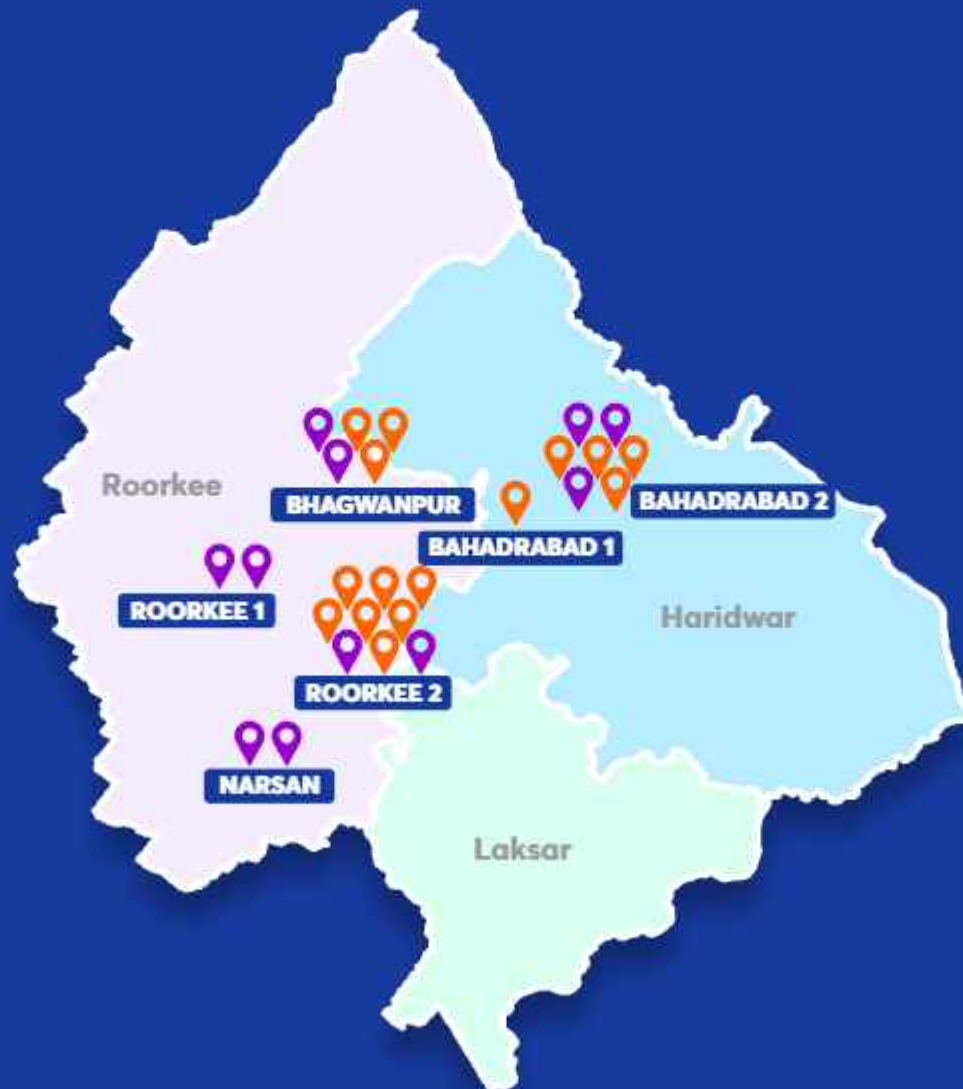 Roorkee
BHAGWANPUR
BAHADRABAD 2
BAHADRABAD 1
ROORKEE 1
Haridwar
ROORKEE 2
NARSAN
Laksar